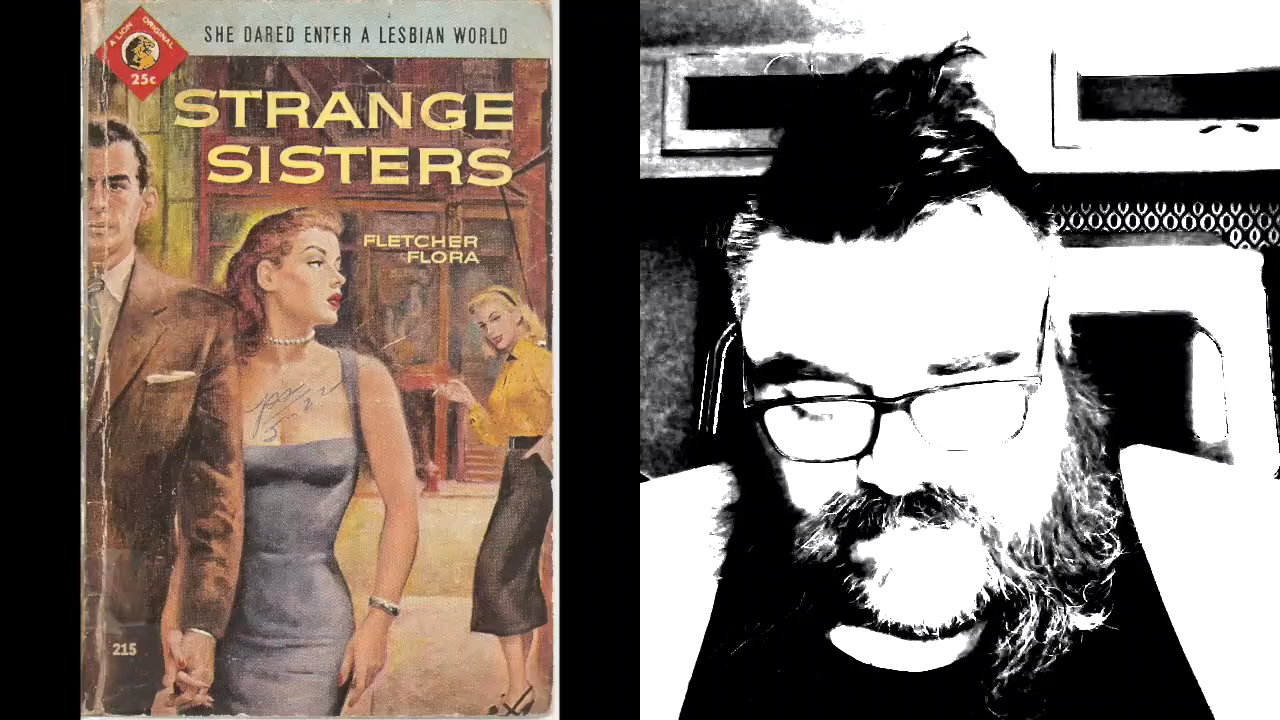 SHE DARED ENTER A LESBIAN WORLD
A LION ORIGINAL
25c
STRANGE
SISTERS
FLETCHER
FLORA
215